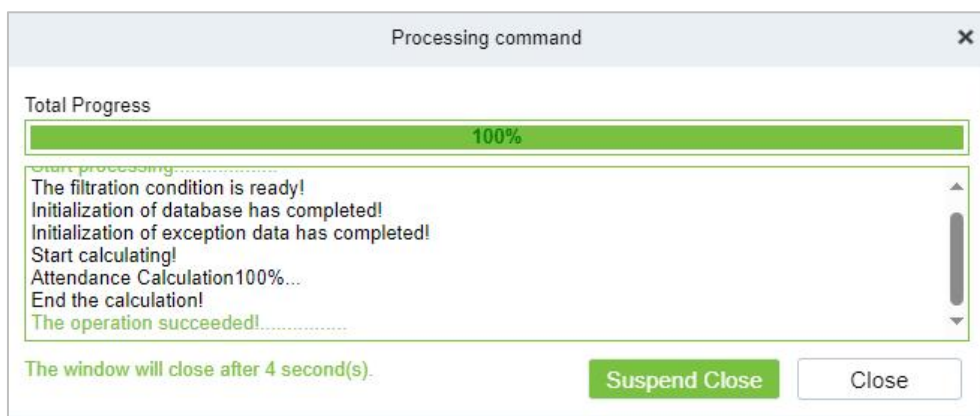 Processing command
Total Progress
100%
Start processing...................
The filtration condition is ready!
Initialization of database has completed!
Initialization of exception data has completed!
Start calculating!
Attendance Calculation100%...
End the calculation!
The operation succeeded!................
The window will close after 4 second(s).
Suspend Close
Close